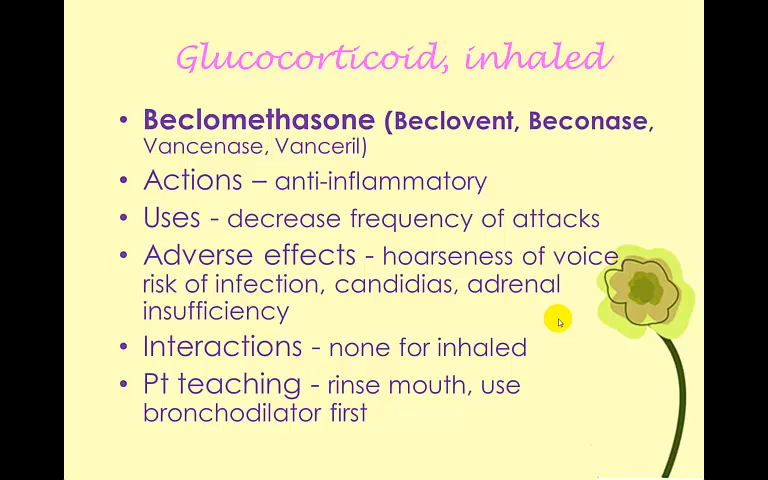 Glucocorticoid, inhaled
• Beclomethasone (Beclovent, Beconase,
Vancenase, Vanceril)
• Actions – anti-inflammatory
• Uses - decrease frequency of attacks
• Adverse effects - hoarseness of voice
risk of infection, candidias, adrenal
insufficiency
• Interactions - none for inhaled
• Pt teaching - rinse mouth, use
bronchodilator first